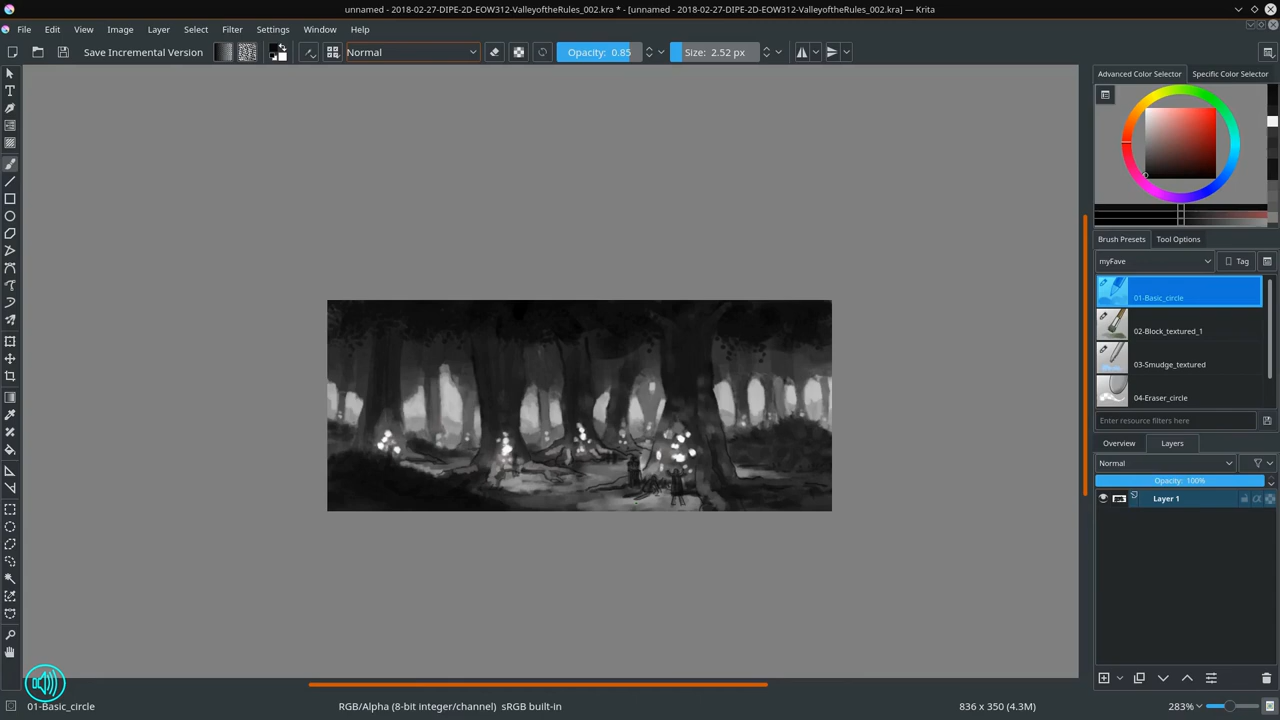 unnamed - 2018-02-27-DIPE-2D-EOW312-ValleyoftheRules_002.kra * - [unnamed - 2018-02-27-DIPE-2D-EOW312-ValleyoftheRules_002.kra] — Krita
File Edit View Image Layer Select Filter Settings Window Help
Save Incremental Version Normal Opacity: 0.85 Size: 2.52 px
Advanced Color Selector Specific Color Selector
Brush Presets Tool Options
myFave Tag
01-Basic_circle
02-Block_textured_1
03-Smudge_textured
04-Eraser_circle
Enter resource filters here
Overview Layers
Normal
Opacity: 100%
Layer 1
01-Basic_circle RGB/Alpha (8-bit integer/channel) sRGB built-in 836 x 350 (4.3M) 283%